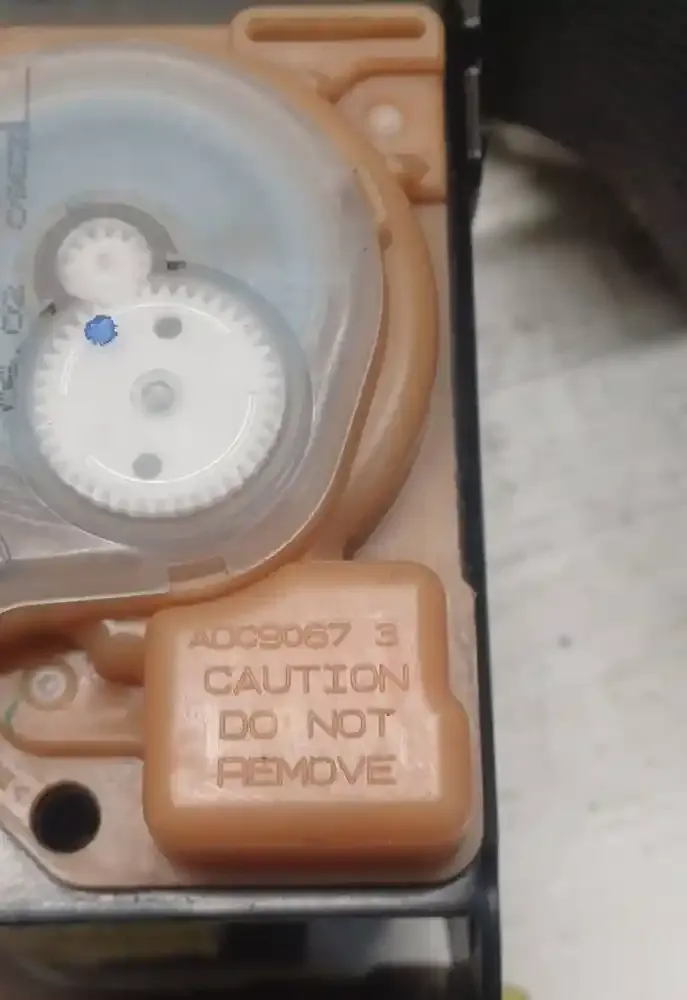 ADC9067 3
CAUTION
DO NOT
REMOVE